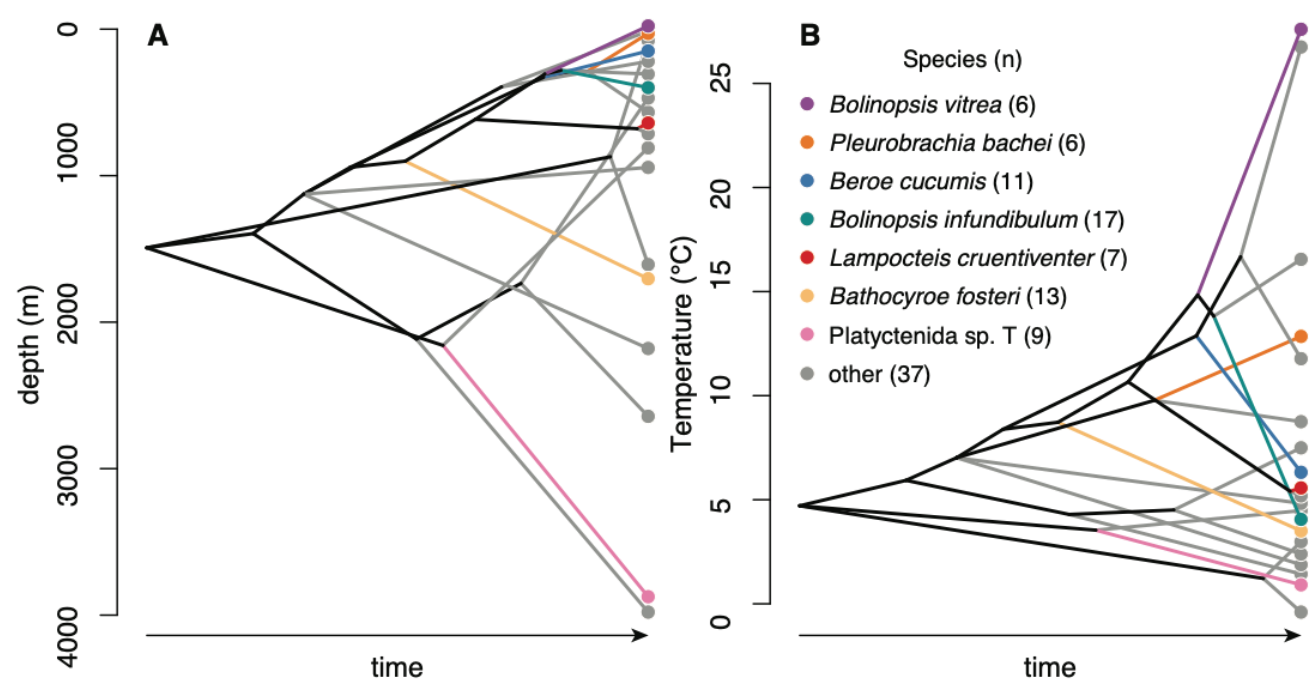 A
depth (m)
0
1000
2000
3000
4000
time
B
Temperature (°C)
25
20
15
10
5
0
time
Species (n)
Bolinopsis vitrea (6)
Pleurobrachia bachei (6)
Beroe cucumis (11)
Bolinopsis infundibulum (17)
Lampocteis cruentiventer (7)
Bathocyroe fosteri (13)
Platyctenida sp. T (9)
other (37)